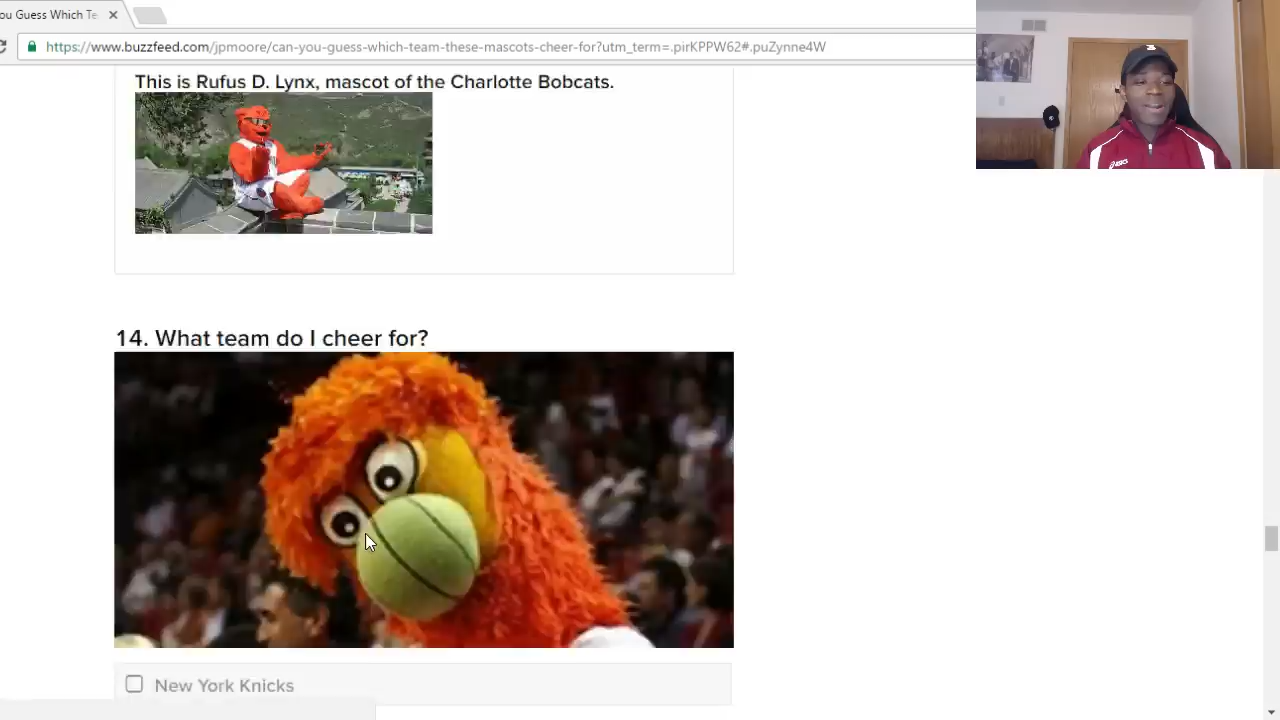 ou Guess Which Te
https://www.buzzfeed.com/jpmoore/can-you-guess-which-team-these-mascots-cheer-for?utm_term=.pirKPPW62#.puZynne4W
This is Rufus D. Lynx, mascot of the Charlotte Bobcats.
14. What team do I cheer for?
New York Knicks
asics